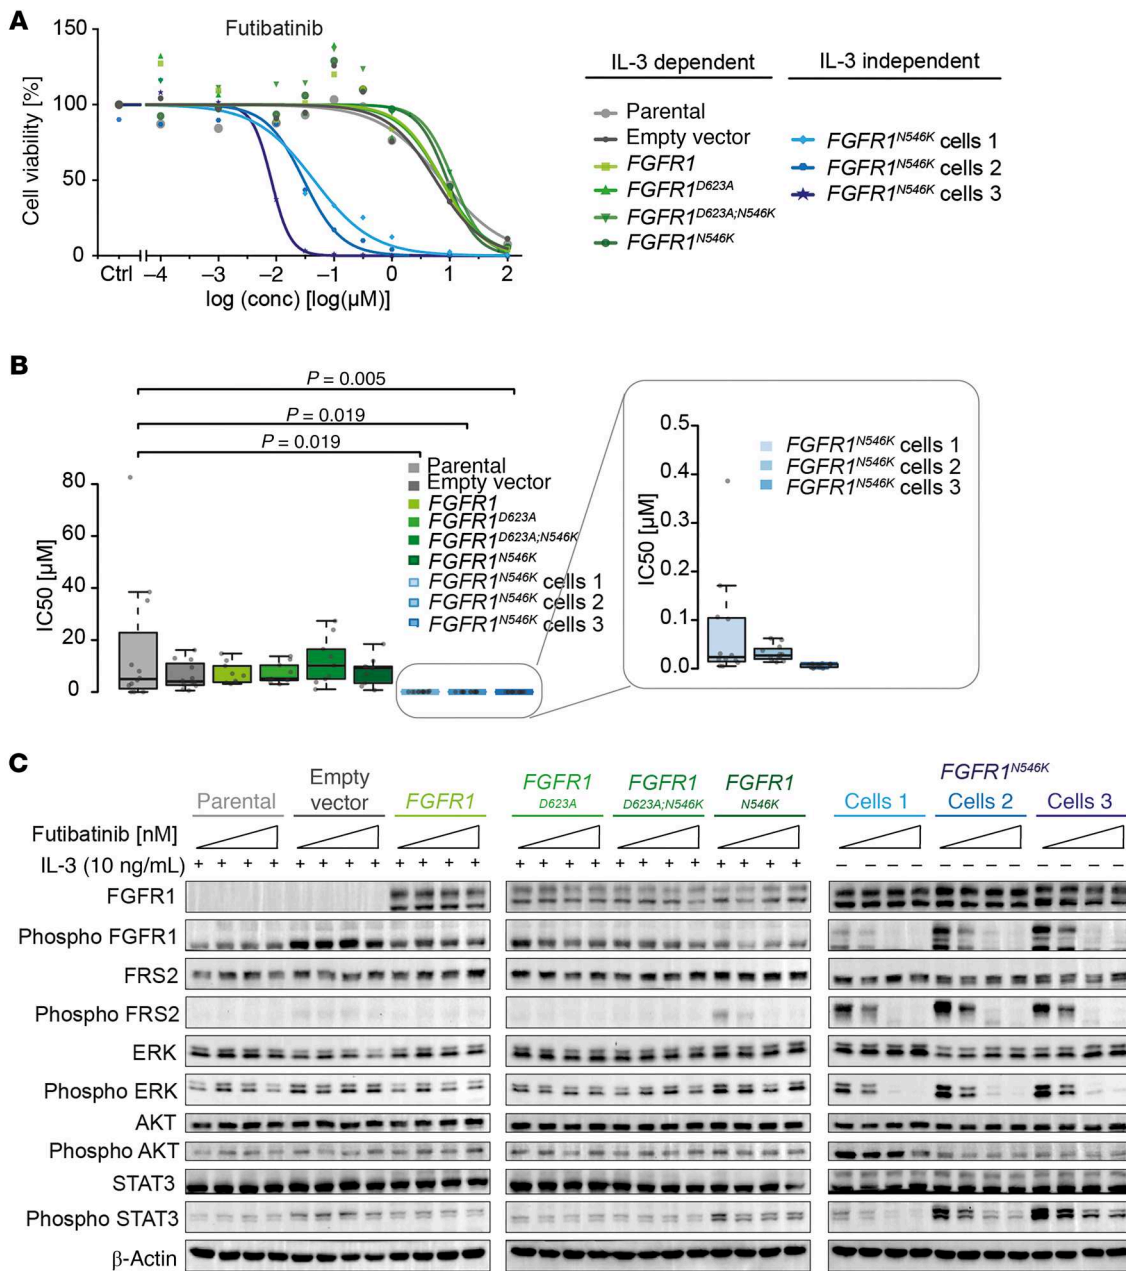 A
Futibatinib
150
100
50
0
Cell viability [%]
Ctrl –4 –3 –2 –1 0 1 2
log (conc) [log(µM)]
IL-3 dependent
Parental
Empty vector
FGFR1
FGFR1D623A
FGFR1D623A;N546K
FGFR1N546K
IL-3 independent
FGFR1N546K cells 1
FGFR1N546K cells 2
FGFR1N546K cells 3
B
P = 0.005
P = 0.019
P = 0.019
80
60
40
20
0
IC50 [µM]
Parental
Empty vector
FGFR1
FGFR1D623A
FGFR1D623A;N546K
FGFR1N546K
FGFR1N546K cells 1
FGFR1N546K cells 2
FGFR1N546K cells 3
0.5
0.4
0.3
0.2
0.1
0.0
IC50 [µM]
FGFR1N546K cells 1
FGFR1N546K cells 2
FGFR1N546K cells 3
C
Parental
Empty
vector
FGFR1
FGFR1
D623A
FGFR1
D623A;N546K
FGFR1
N546K
FGFR1N546K
Cells 1 Cells 2 Cells 3
Futibatinib [nM]
IL-3 (10 ng/mL) + + + + + + + + + + + + + + + + + + + + + + + + – – – – – – – – – – – –
FGFR1
Phospho FGFR1
FRS2
Phospho FRS2
ERK
Phospho ERK
AKT
Phospho AKT
STAT3
Phospho STAT3
β-Actin